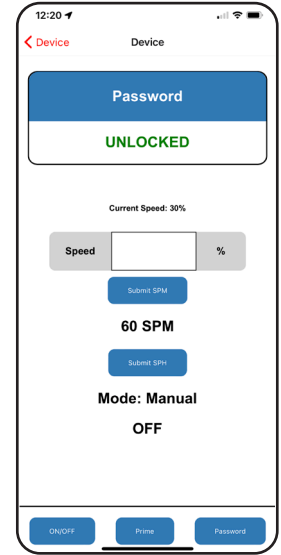 12:20
Device Device
Password
UNLOCKED
Current Speed: 30%
Speed %
Submit SPM
60 SPM
Submit SPH
Mode: Manual
OFF
ON/OFF Prime Password